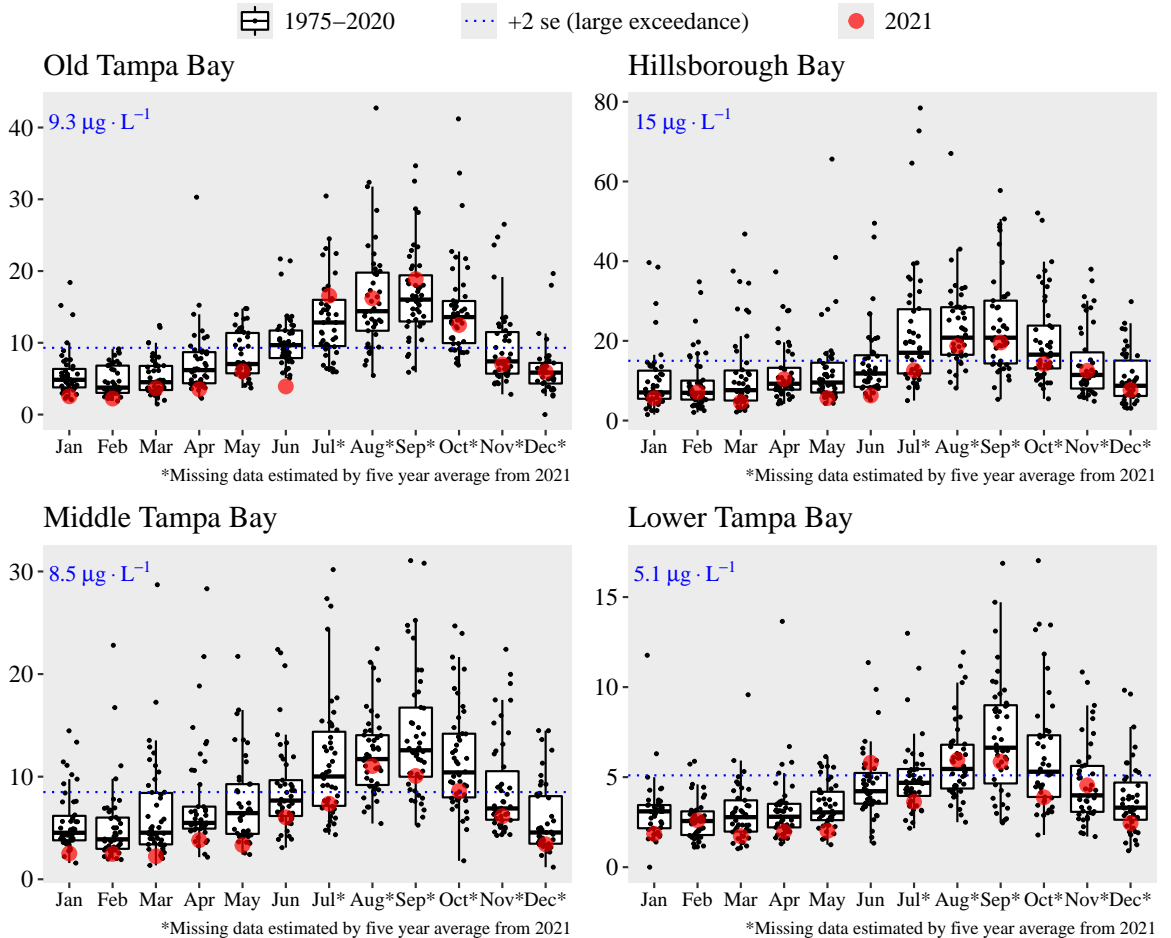 1975−2020 +2 se (large exceedance) 2021
Old Tampa Bay
9.3 μg · L⁻¹
40
30
20
10
0
Jan Feb Mar Apr May Jun Jul* Aug* Sep* Oct* Nov* Dec*
*Missing data estimated by five year average from 2021
Hillsborough Bay
15 μg · L⁻¹
80
60
40
20
0
Jan Feb Mar Apr May Jun Jul* Aug* Sep* Oct* Nov* Dec*
*Missing data estimated by five year average from 2021
Middle Tampa Bay
8.5 μg · L⁻¹
30
20
10
0
Jan Feb Mar Apr May Jun Jul* Aug* Sep* Oct* Nov* Dec*
*Missing data estimated by five year average from 2021
Lower Tampa Bay
5.1 μg · L⁻¹
15
10
5
0
Jan Feb Mar Apr May Jun Jul* Aug* Sep* Oct* Nov* Dec*
*Missing data estimated by five year average from 2021